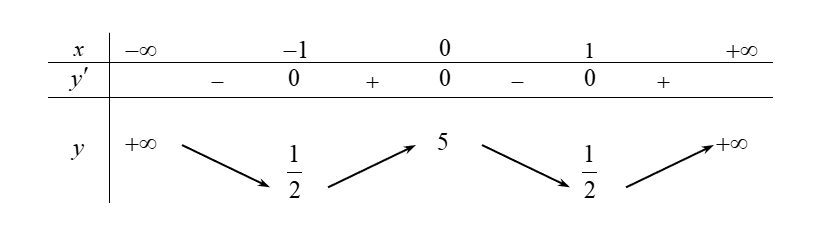 x −∞ −1 0 1 +∞
y′ − 0 + 0 − 0 +
y +∞ 1/2 5 1/2 +∞